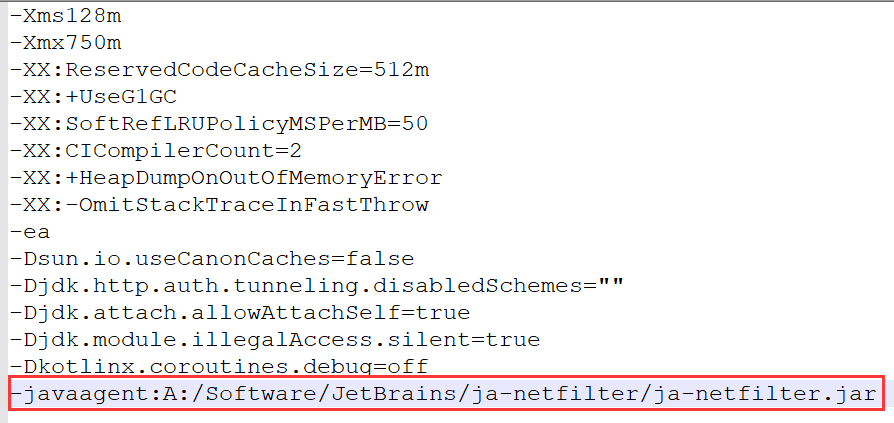 -Xms128m
-Xmx750m
-XX:ReservedCodeCacheSize=512m
-XX:+UseG1GC
-XX:SoftRefLRUPolicyMSPerMB=50
-XX:CICompilerCount=2
-XX:+HeapDumpOnOutOfMemoryError
-XX:-OmitStackTraceInFastThrow
-ea
-Dsun.io.useCanonCaches=false
-Djdk.http.auth.tunneling.disabledSchemes=""
-Djdk.attach.allowAttachSelf=true
-Djdk.module.illegalAccess.silent=true
-Dkotlinx.coroutines.debug=off
-javaagent:A:/Software/JetBrains/ja-netfilter/ja-netfilter.jar